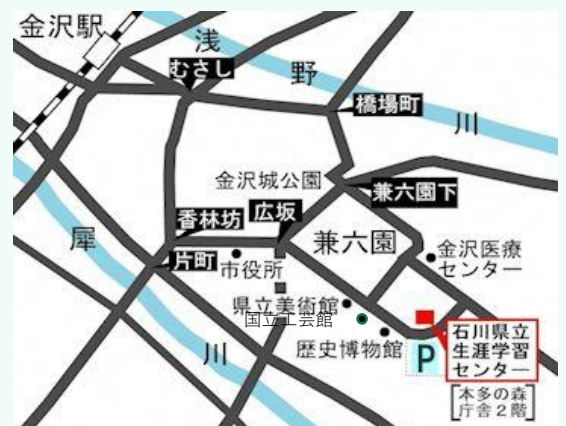 金沢駅
浅
野
川
むさし
橋場町
金沢城公園
兼六園下
香林坊
広坂
兼六園
金沢医療
センター
犀
片町
市役所
県立美術館
国立工芸館
歴史博物館
川
P
石川県立
生涯学習
センター
本多の森
庁舎2階